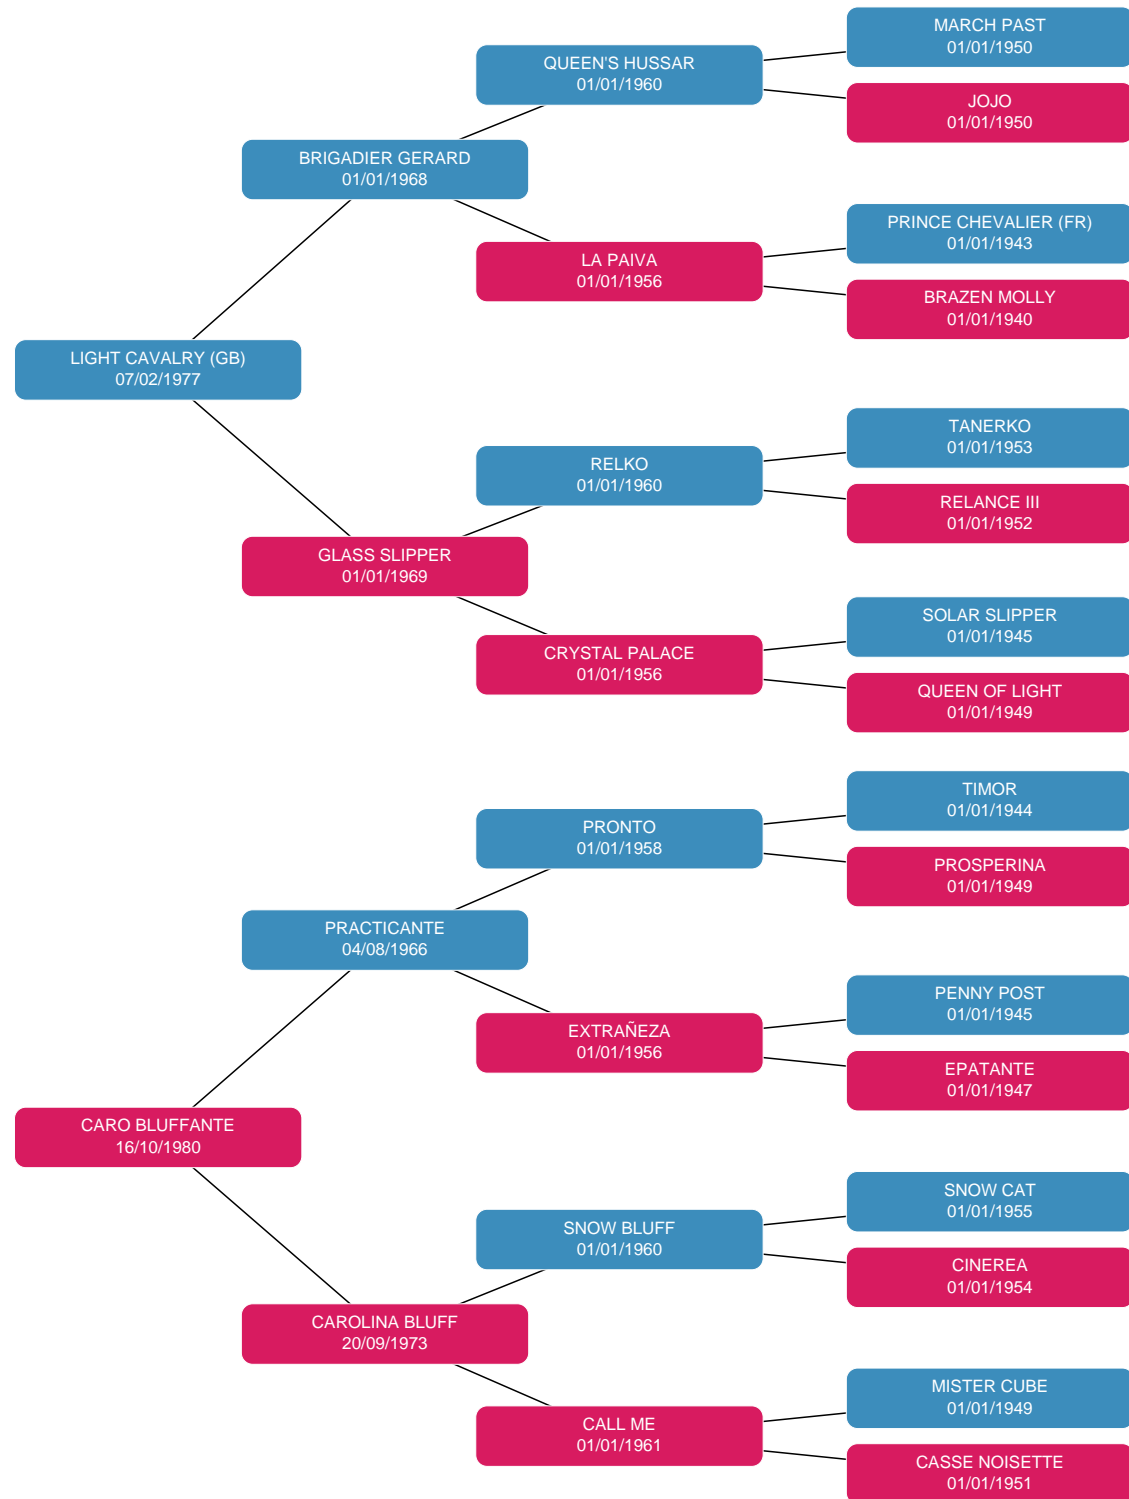 MARCH PAST
01/01/1950
QUEEN'S HUSSAR
01/01/1960
JOJO
01/01/1950
BRIGADIER GERARD
01/01/1968
PRINCE CHEVALIER (FR)
01/01/1943
LA PAIVA
01/01/1956
BRAZEN MOLLY
01/01/1940
LIGHT CAVALRY (GB)
07/02/1977
TANERKO
01/01/1953
RELKO
01/01/1960
RELANCE III
01/01/1952
GLASS SLIPPER
01/01/1969
SOLAR SLIPPER
01/01/1945
CRYSTAL PALACE
01/01/1956
QUEEN OF LIGHT
01/01/1949
TIMOR
01/01/1944
PRONTO
01/01/1958
PROSPERINA
01/01/1949
PRACTICANTE
04/08/1966
PENNY POST
01/01/1945
EXTRAÑEZA
01/01/1956
EPATANTE
01/01/1947
CARO BLUFFANTE
16/10/1980
SNOW CAT
01/01/1955
SNOW BLUFF
01/01/1960
CINEREA
01/01/1954
CAROLINA BLUFF
20/09/1973
MISTER CUBE
01/01/1949
CALL ME
01/01/1961
CASSE NOISETTE
01/01/1951